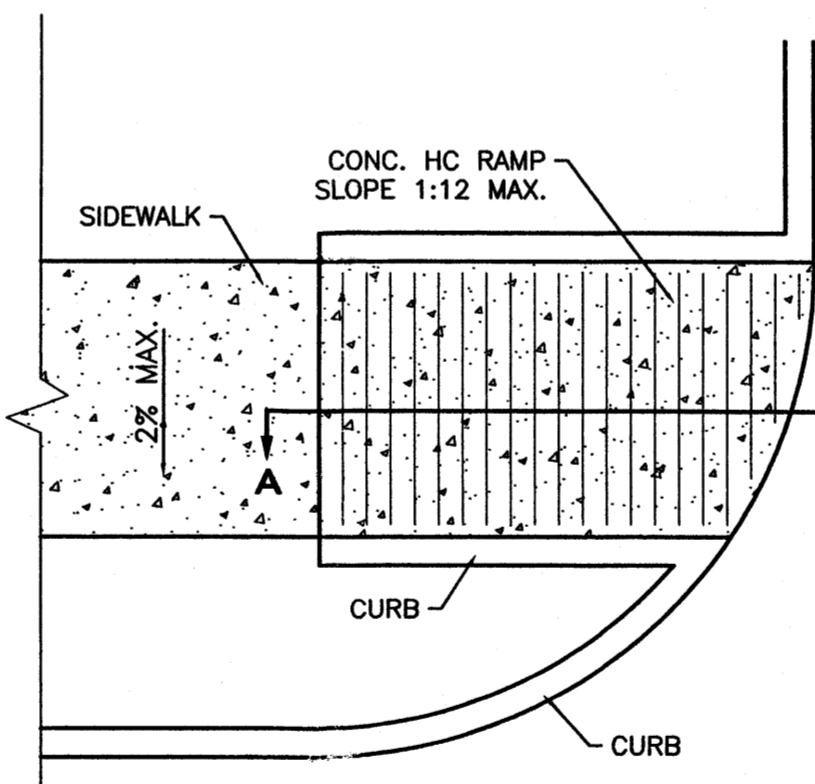 CONC. HC RAMP
SLOPE 1:12 MAX.
SIDEWALK
2% MAX.
A
CURB
CURB